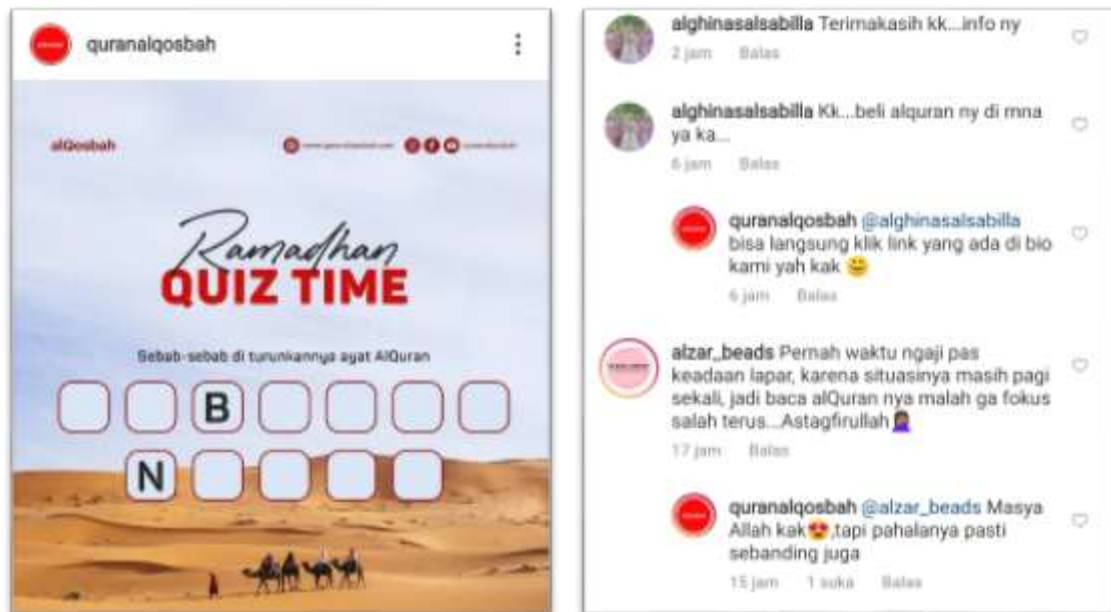 quranalqosbah
alQosbah
Ramadhan
QUIZ TIME
Sebab-sebab di turunkannya ayat AlQuran
B
N
alghinasalsabilla Terimakasih kk...info ny
2 jam Balas
alghinasalsabilla Kk...beli alquran ny di mna
ya ka...
6 jam Balas
quranalqosbah @alghinasalsabilla
bisa langsung klik link yang ada di bio
kami yah kak 😄
6 jam Balas
alzar_beads Pernah waktu ngaji pas
keadaan lapar, karena situasinya masih pagi
sekali, jadi baca alQuran nya malah ga fokus
salah terus...Astagfirullah🤦🏾‍♀️
17 jam Balas
quranalqosbah @alzar_beads Masya
Allah kak😍,tapi pahalanya pasti
sebanding juga
15 jam 1 suka Balas